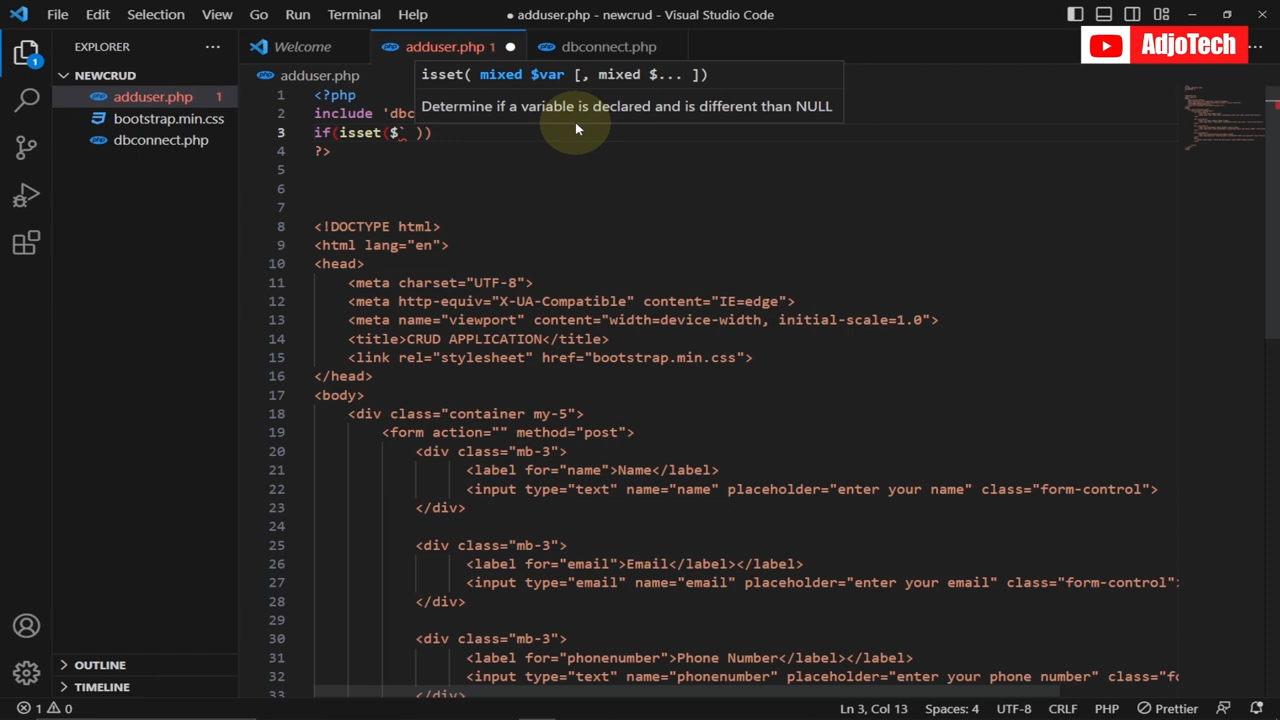 File Edit Selection View Go Run Terminal Help
● adduser.php - newcrud - Visual Studio Code
AdjoTech
EXPLORER
Welcome
adduser.php 1
dbconnect.php
NEWCRUD
adduser.php 1
bootstrap.min.css
dbconnect.php
1
OUTLINE
TIMELINE
adduser.php
isset( mixed $var [, mixed $... ])
Determine if a variable is declared and is different than NULL
1 <?php
2 include 'dbc
3 if(isset($` ))
4 ?>
5
6
7
8 <!DOCTYPE html>
9 <html lang="en">
10 <head>
11 <meta charset="UTF-8">
12 <meta http-equiv="X-UA-Compatible" content="IE=edge">
13 <meta name="viewport" content="width=device-width, initial-scale=1.0">
14 <title>CRUD APPLICATION</title>
15 <link rel="stylesheet" href="bootstrap.min.css">
16 </head>
17 <body>
18 <div class="container my-5">
19 <form action="" method="post">
20 <div class="mb-3">
21 <label for="name">Name</label>
22 <input type="text" name="name" placeholder="enter your name" class="form-control">
23 </div>
24
25 <div class="mb-3">
26 <label for="email">Email</label></label>
27 <input type="email" name="email" placeholder="enter your email" class="form-control"
28 </div>
29
30 <div class="mb-3">
31 <label for="phonenumber">Phone Number</label></label>
32 <input type="text" name="phonenumber" placeholder="enter your phone number" class="fo
33 </div>
1 0
Ln 3, Col 13 Spaces: 4 UTF-8 CRLF PHP Prettier